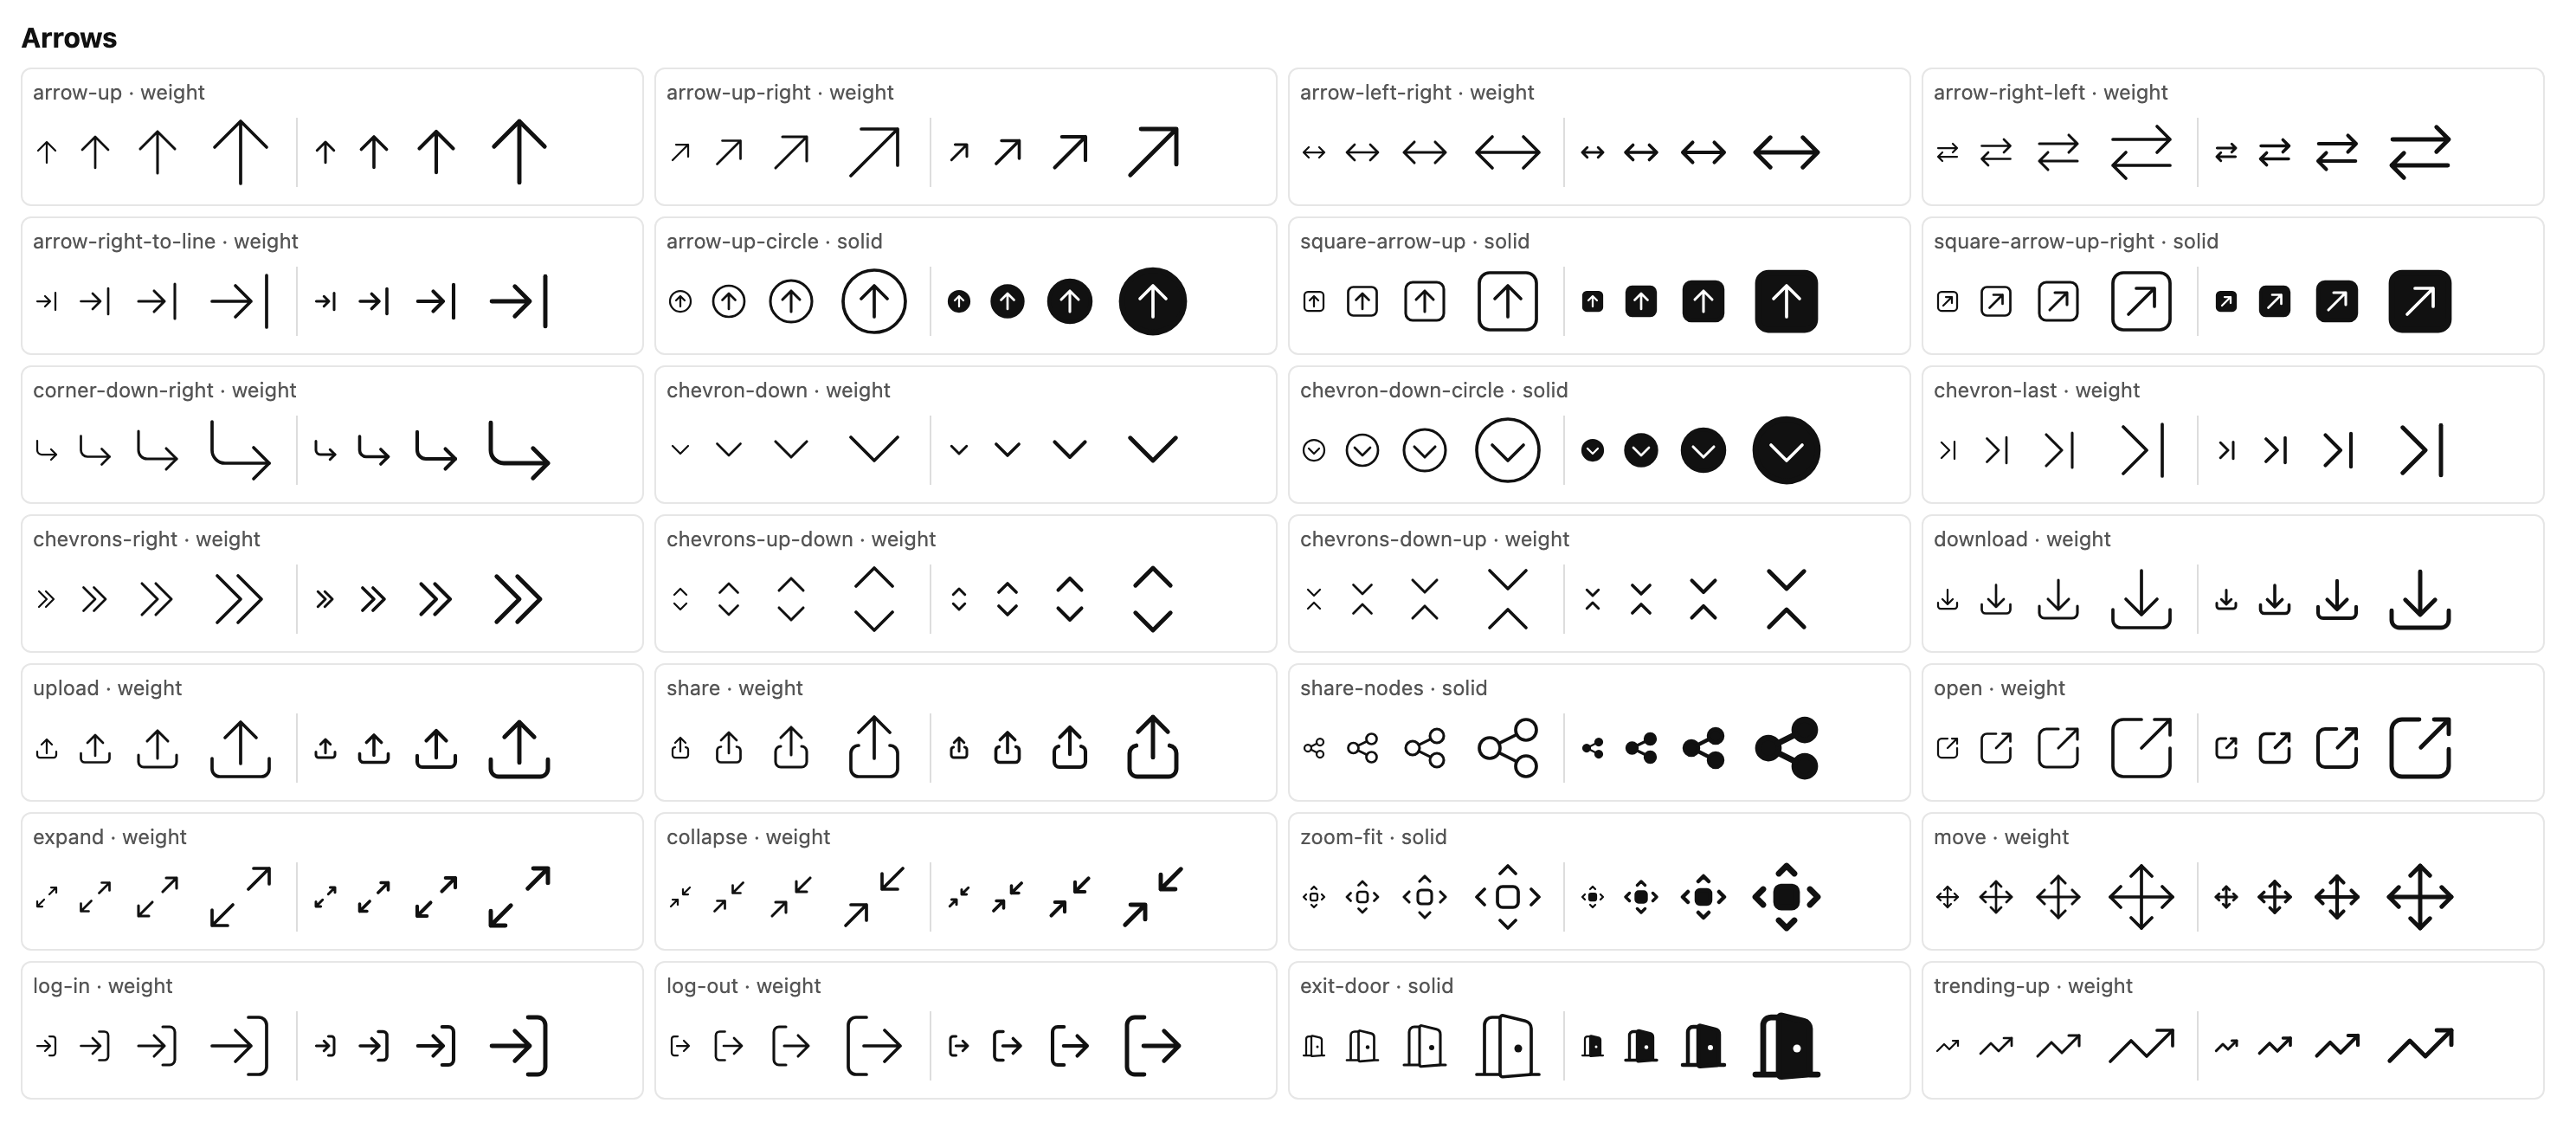 Arrows
arrow-up · weight
arrow-up-right · weight
arrow-left-right · weight
arrow-right-left · weight
arrow-right-to-line · weight
arrow-up-circle · solid
square-arrow-up · solid
square-arrow-up-right · solid
corner-down-right · weight
chevron-down · weight
chevron-down-circle · solid
chevron-last · weight
chevrons-right · weight
chevrons-up-down · weight
chevrons-down-up · weight
download · weight
upload · weight
share · weight
share-nodes · solid
open · weight
expand · weight
collapse · weight
zoom-fit · solid
move · weight
log-in · weight
log-out · weight
exit-door · solid
trending-up · weight